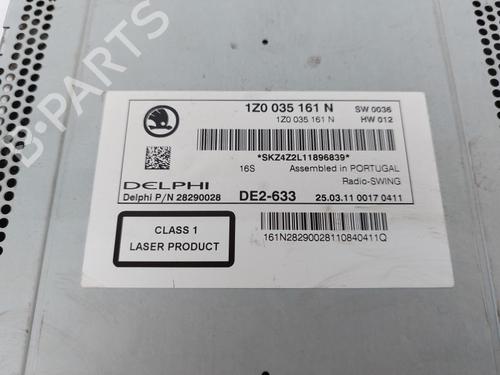 1Z0 035 161 N SW 0036
1Z0 035 161 N HW 012
*SKZ4Z2L11896839*
16S Assembled in PORTUGAL
Radio-SWING
DELPHI
Delphi P/N 28290028 DE2-633 25.03.11 0017 0411
CLASS 1
LASER PRODUCT
161N28290028110840411Q
B-PARTS